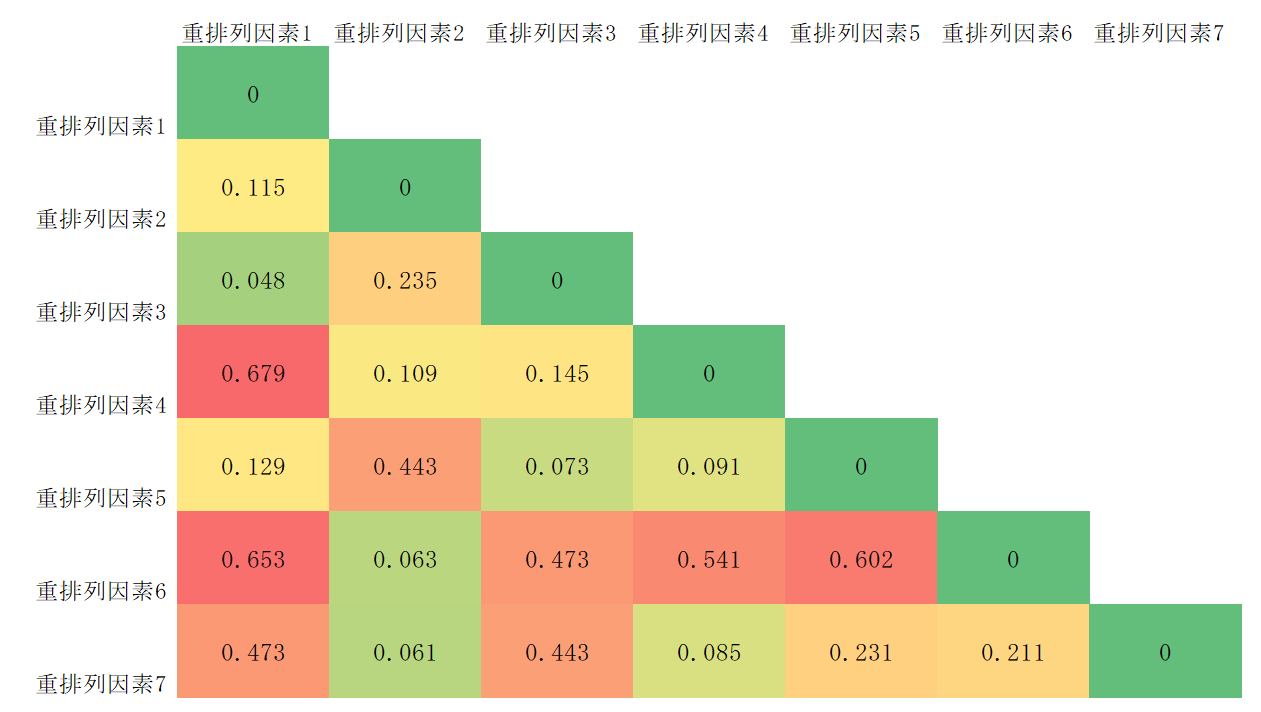 重排列因素1 重排列因素2 重排列因素3 重排列因素4 重排列因素5 重排列因素6 重排列因素7
重排列因素1 0
重排列因素2 0.115 0
重排列因素3 0.048 0.235 0
重排列因素4 0.679 0.109 0.145 0
重排列因素5 0.129 0.443 0.073 0.091 0
重排列因素6 0.653 0.063 0.473 0.541 0.602 0
重排列因素7 0.473 0.061 0.443 0.085 0.231 0.211 0